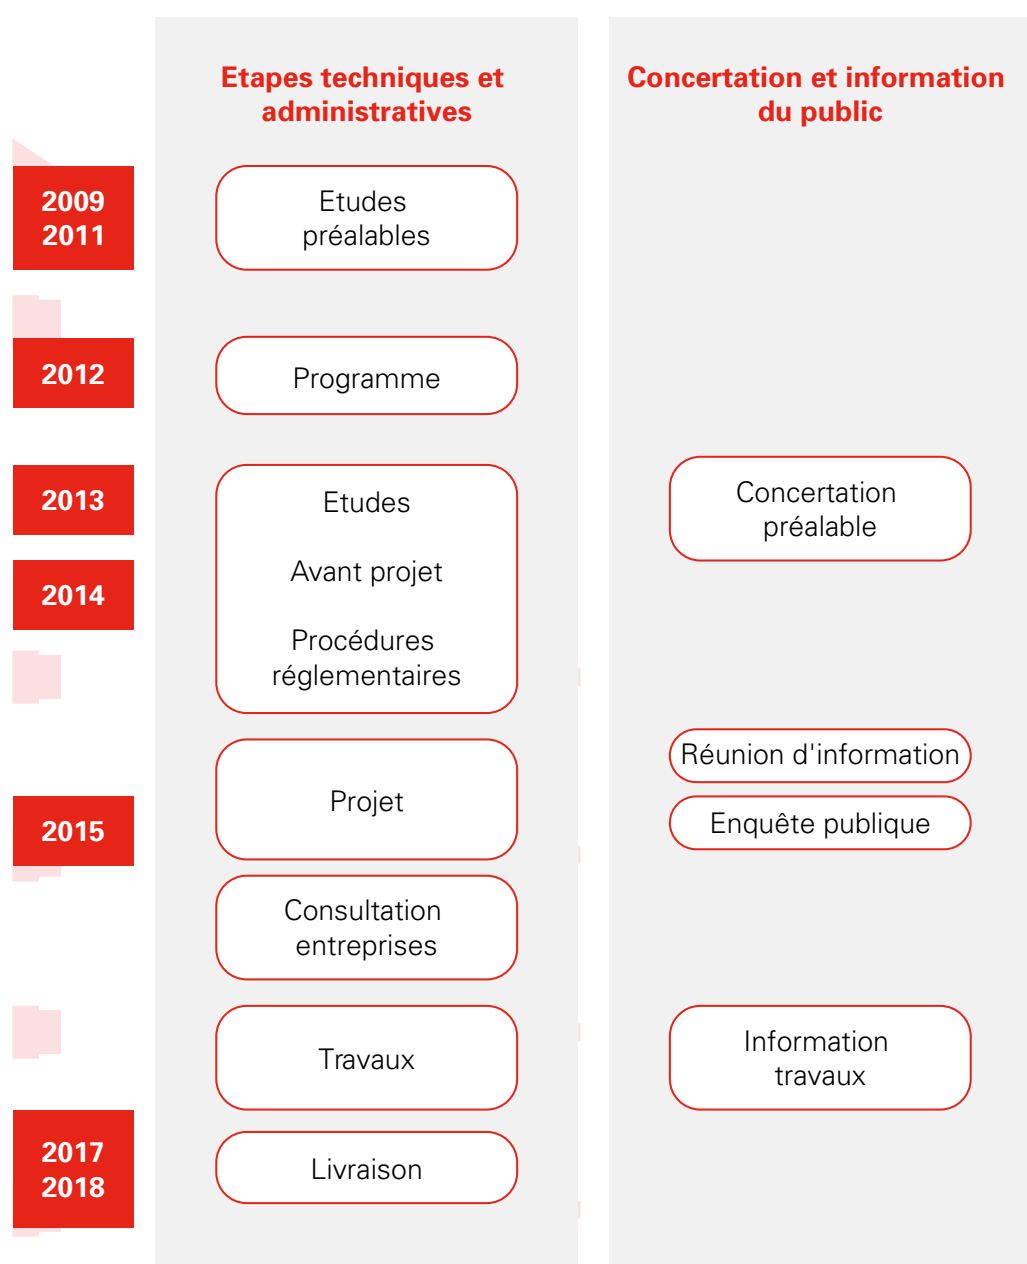 Etapes techniques et
administratives
Concertation et information
du public
2009
2011
Etudes
préalables
2012
Programme
2013
Etudes
Concertation
préalable
2014
Avant projet
Procédures
réglementaires
Réunion d'information
2015
Projet
Enquête publique
Consultation
entreprises
Travaux
Information
travaux
2017
2018
Livraison